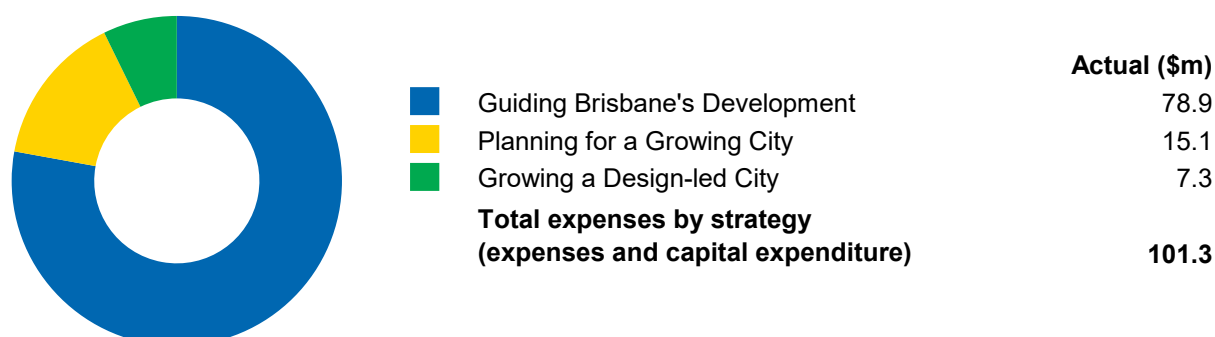 Actual ($m)
Guiding Brisbane's Development 78.9
Planning for a Growing City 15.1
Growing a Design-led City 7.3
Total expenses by strategy
(expenses and capital expenditure) 101.3